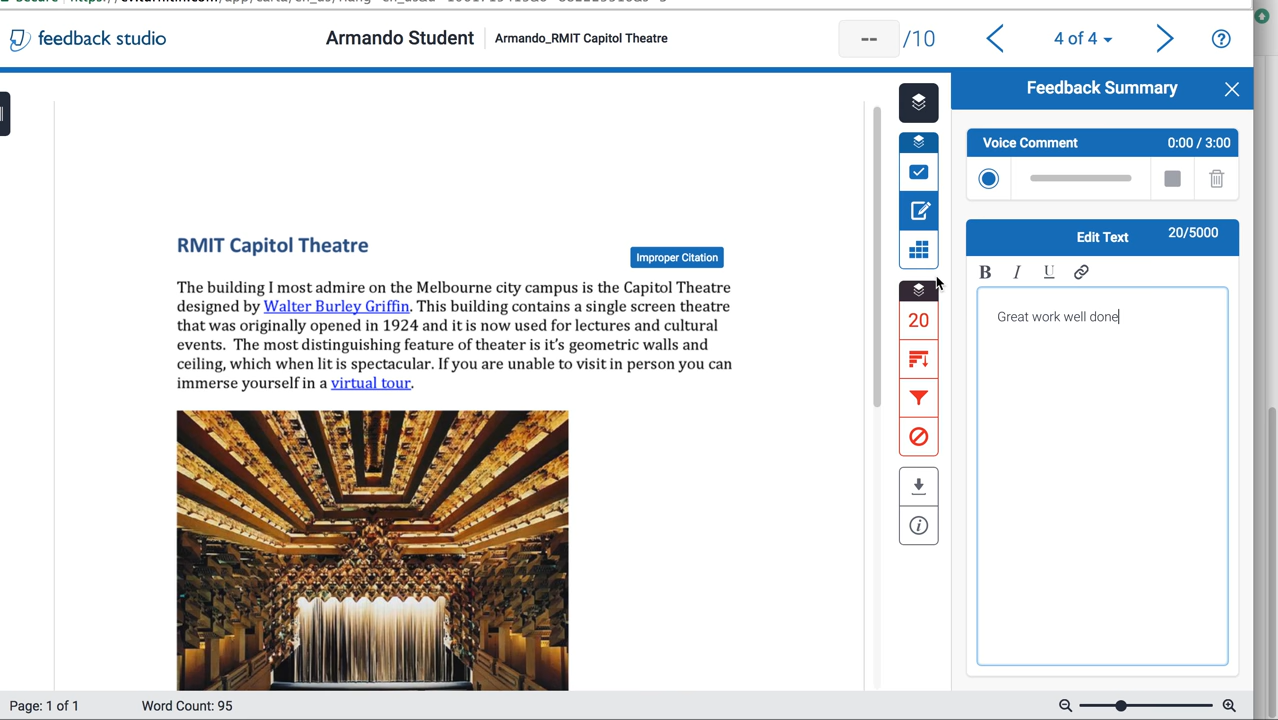 feedback studio
Armando Student
Armando_RMIT Capitol Theatre
-- /10
4 of 4
Feedback Summary
Voice Comment 0:00 / 3:00
Edit Text 20/5000
B I U
Great work well done
RMIT Capitol Theatre
Improper Citation
The building I most admire on the Melbourne city campus is the Capitol Theatre
designed by Walter Burley Griffin. This building contains a single screen theatre
that was originally opened in 1924 and it is now used for lectures and cultural
events. The most distinguishing feature of theater is it's geometric walls and
ceiling, which when lit is spectacular. If you are unable to visit in person you can
immerse yourself in a virtual tour.
20
Page: 1 of 1
Word Count: 95